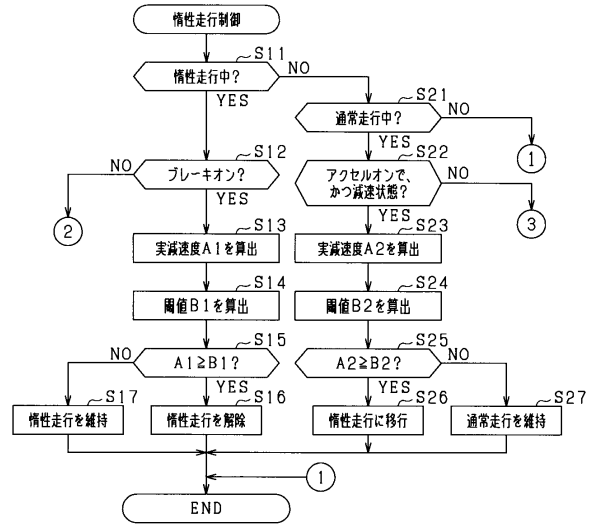 惰性走行制御
S11
惰性走行中?
NO
YES
S21
通常走行中?
NO
YES
1
S12
ブレーキオン?
NO
YES
2
S22
アクセルオンで、
かつ減速状態?
NO
YES
3
S13
実減速度A1を算出
S23
実減速度A2を算出
S14
閾値B1を算出
S24
閾値B2を算出
S15
A1≧B1?
NO
YES
S25
A2≧B2?
NO
YES
S17
惰性走行を維持
S16
惰性走行を解除
S26
惰性走行に移行
S27
通常走行を維持
1
END